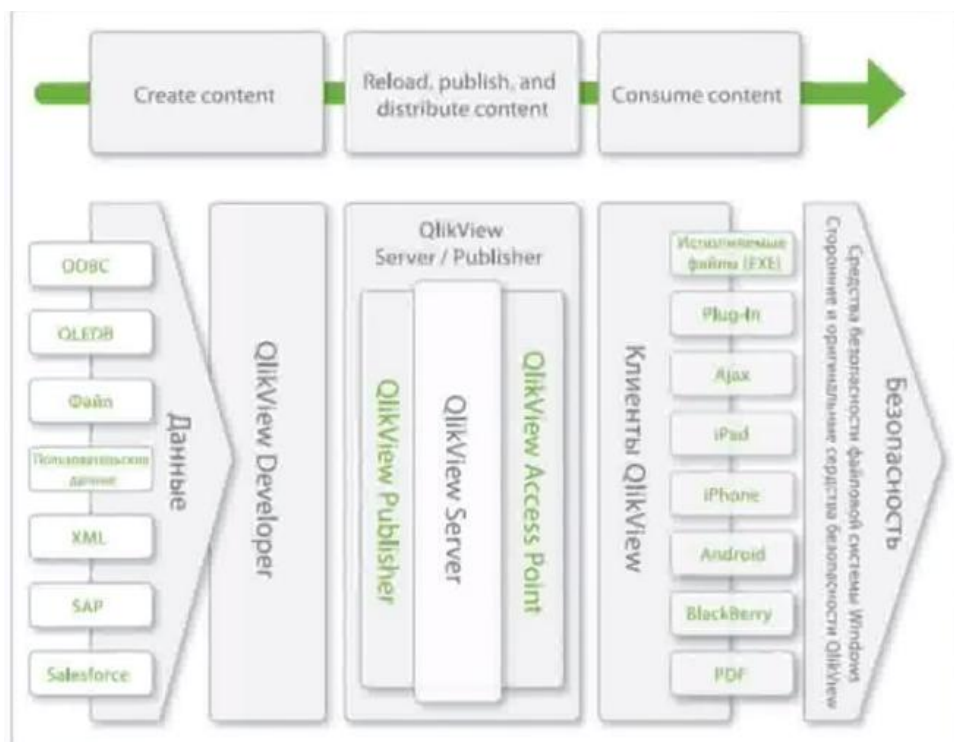 Create content
Reload, publish, and
distribute content
Consume content
ODBC
OLEDB
Файл
Пользовательские
данные
XML
SAP
Salesforce
Данные
QlikView Developer
QlikView
Server / Publisher
QlikView Publisher
QlikView Server
QlikView Access Point
Клиенты QlikView
Исполняемые
файлы (EXE)
Plug-In
Ajax
iPad
iPhone
Android
BlackBerry
PDF
Безопасность
Средства безопасности файловой системы Windows
Сторонние и оригинальные сердства безопасности QlikView